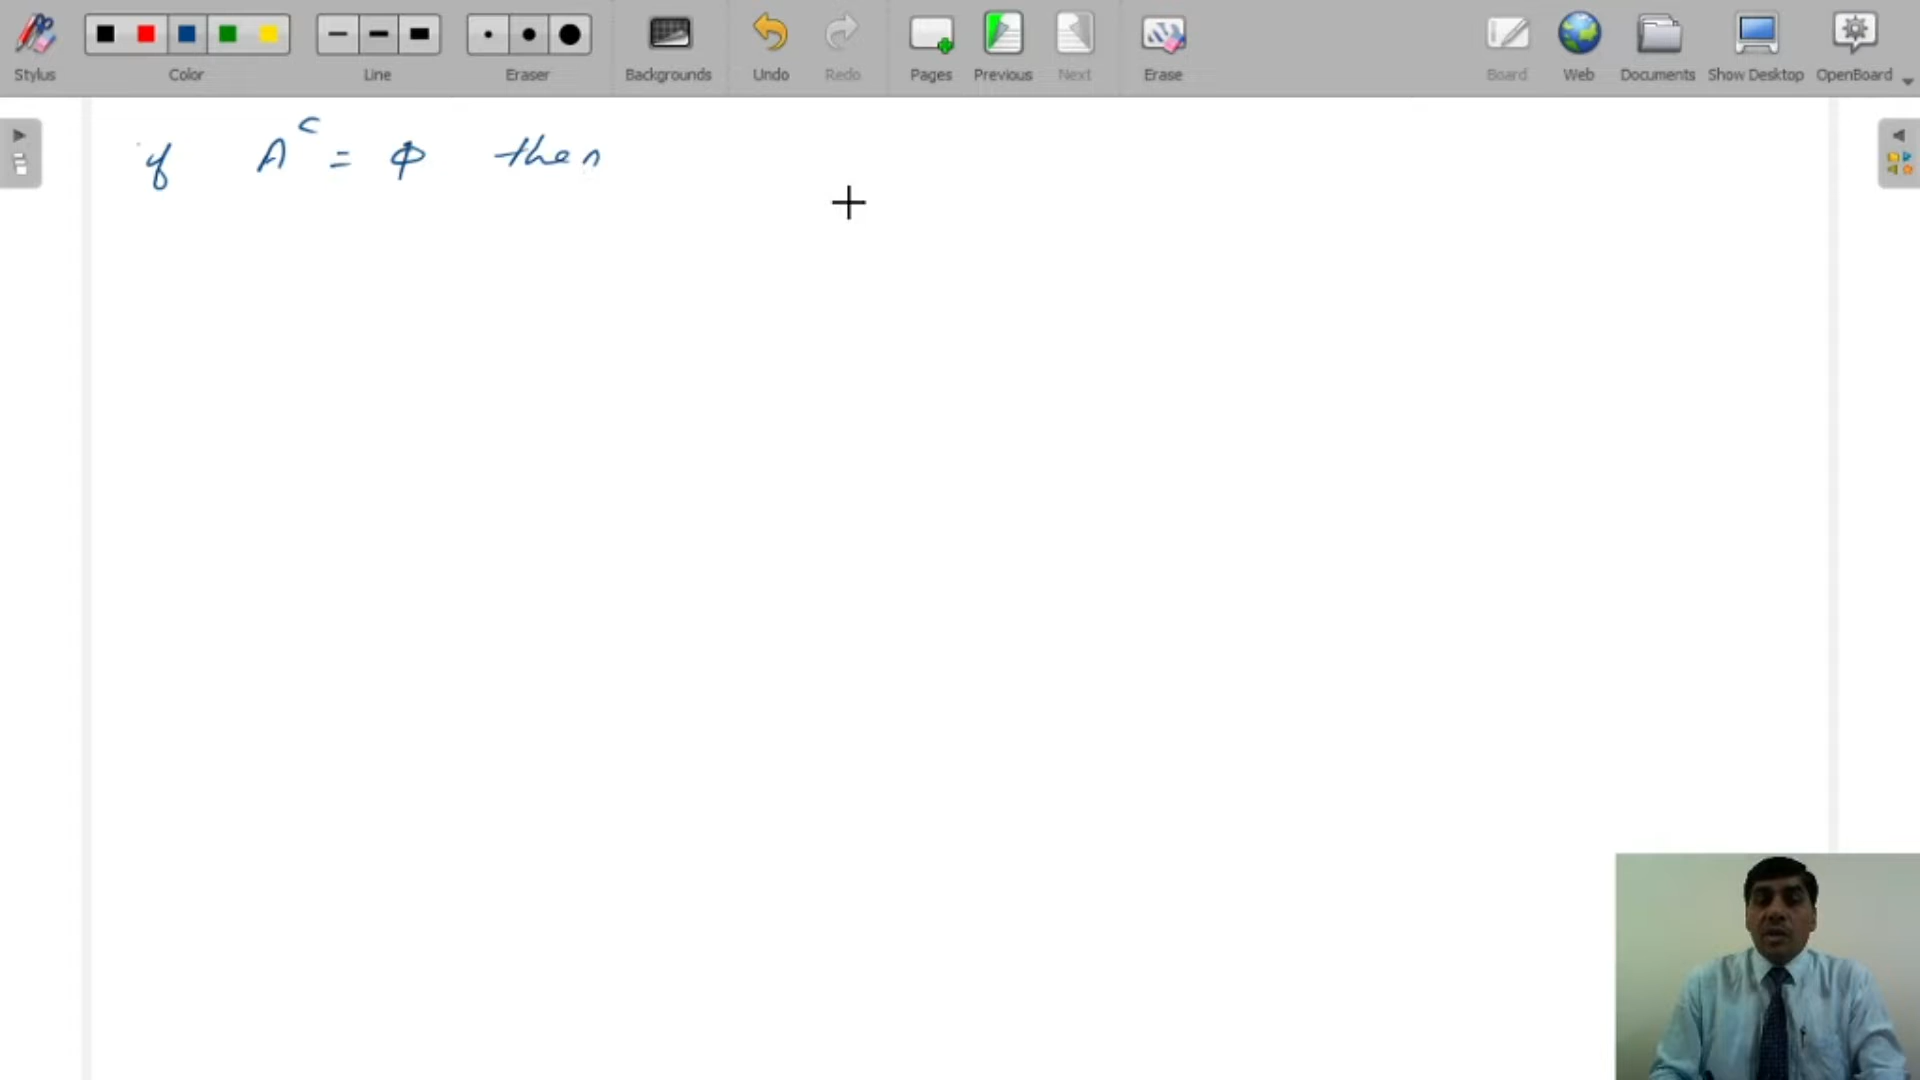 Stylus Color Line Eraser Backgrounds Undo Redo Pages Previous Next Erase Board Web Documents Show Desktop OpenBoard
if A^c = φ then